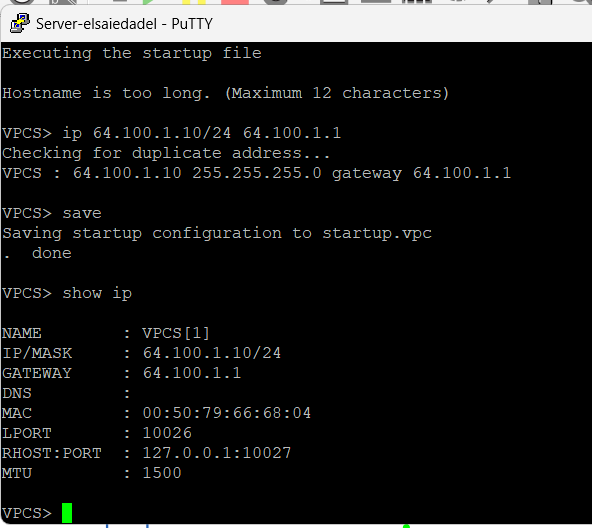 Server-elsaiedadel - PuTTY
Executing the startup file
Hostname is too long. (Maximum 12 characters)
VPCS> ip 64.100.1.10/24 64.100.1.1
Checking for duplicate address...
VPCS : 64.100.1.10 255.255.255.0 gateway 64.100.1.1
VPCS> save
Saving startup configuration to startup.vpc
.  done
VPCS> show ip
NAME        : VPCS[1]
IP/MASK     : 64.100.1.10/24
GATEWAY     : 64.100.1.1
DNS         :
MAC         : 00:50:79:66:68:04
LPORT       : 10026
RHOST:PORT  : 127.0.0.1:10027
MTU         : 1500
VPCS>